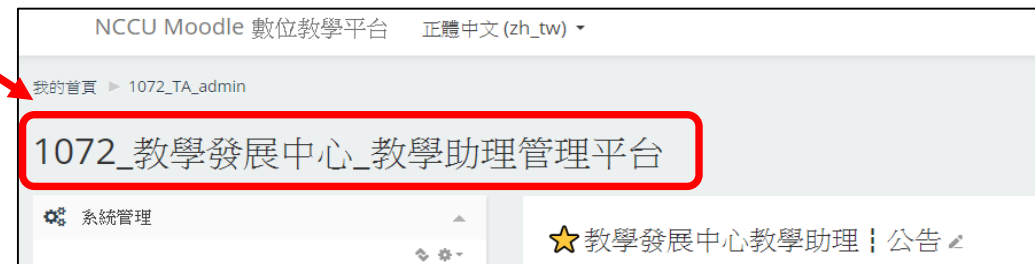 NCCU Moodle 數位教學平台 正體中文 (zh_tw)
我的首頁 ▶ 1072_TA_admin
1072_教學發展中心_教學助理管理平台
系統管理
教學發展中心教學助理┆公告